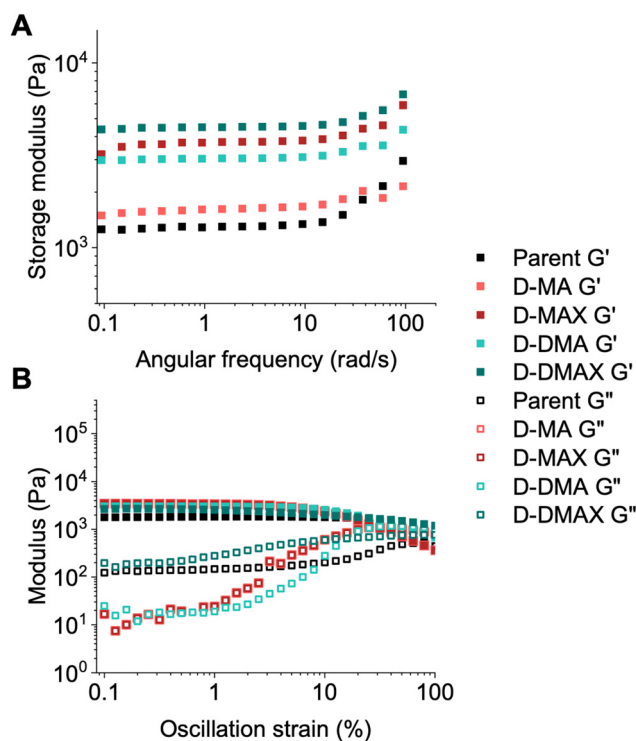 A
Storage modulus (Pa)
10⁴
10³
0.1 1 10 100
Angular frequency (rad/s)
B
Modulus (Pa)
10⁵
10⁴
10³
10²
10¹
10⁰
0.1 1 10 100
Oscillation strain (%)
Parent G'
D-MA G'
D-MAX G'
D-DMA G'
D-DMAX G'
Parent G"
D-MA G"
D-MAX G"
D-DMA G"
D-DMAX G"